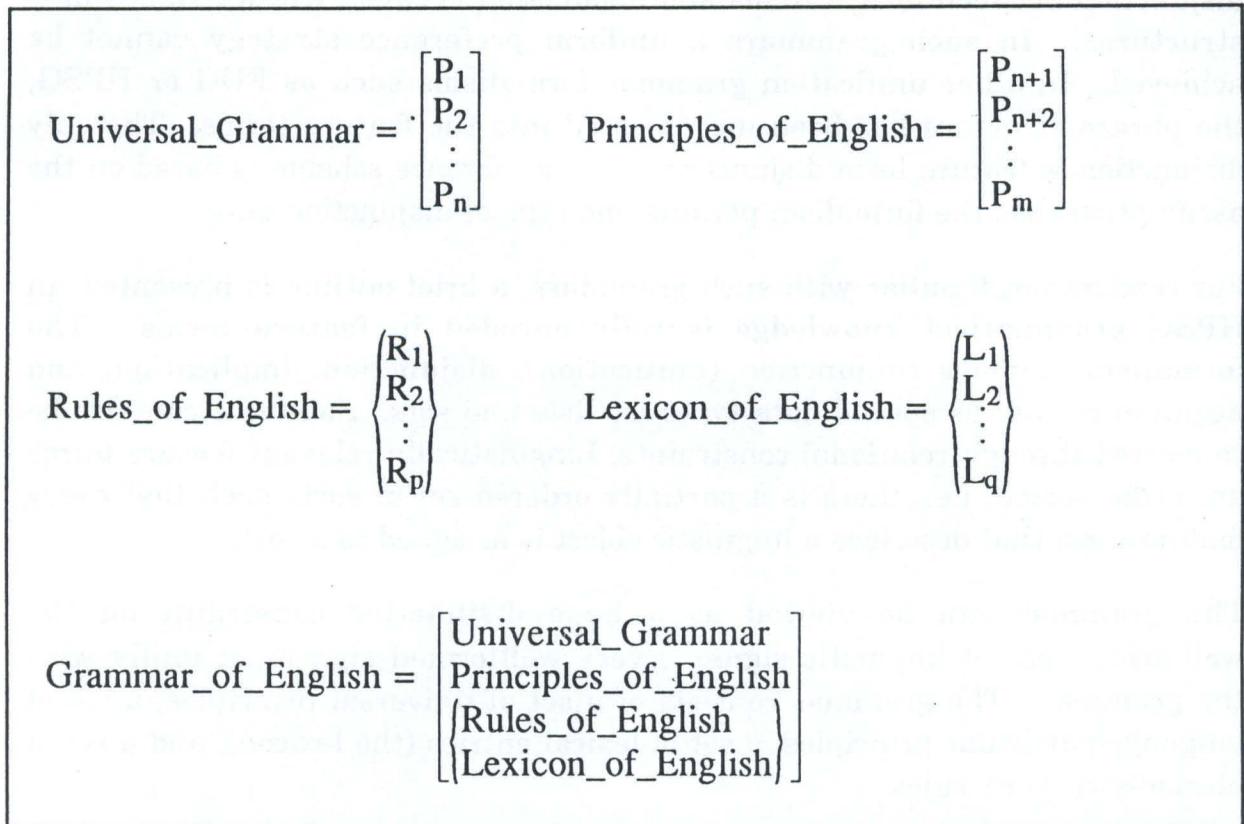 Universal_Grammar = [P1 P2 ⋮ Pn]
Principles_of_English = [Pn+1 Pn+2 ⋮ Pm]
Rules_of_English = {R1 R2 ⋮ Rp}
Lexicon_of_English = {L1 L2 ⋮ Lq}
Grammar_of_English = [Universal_Grammar
Principles_of_English
{Rules_of_English
Lexicon_of_English}]